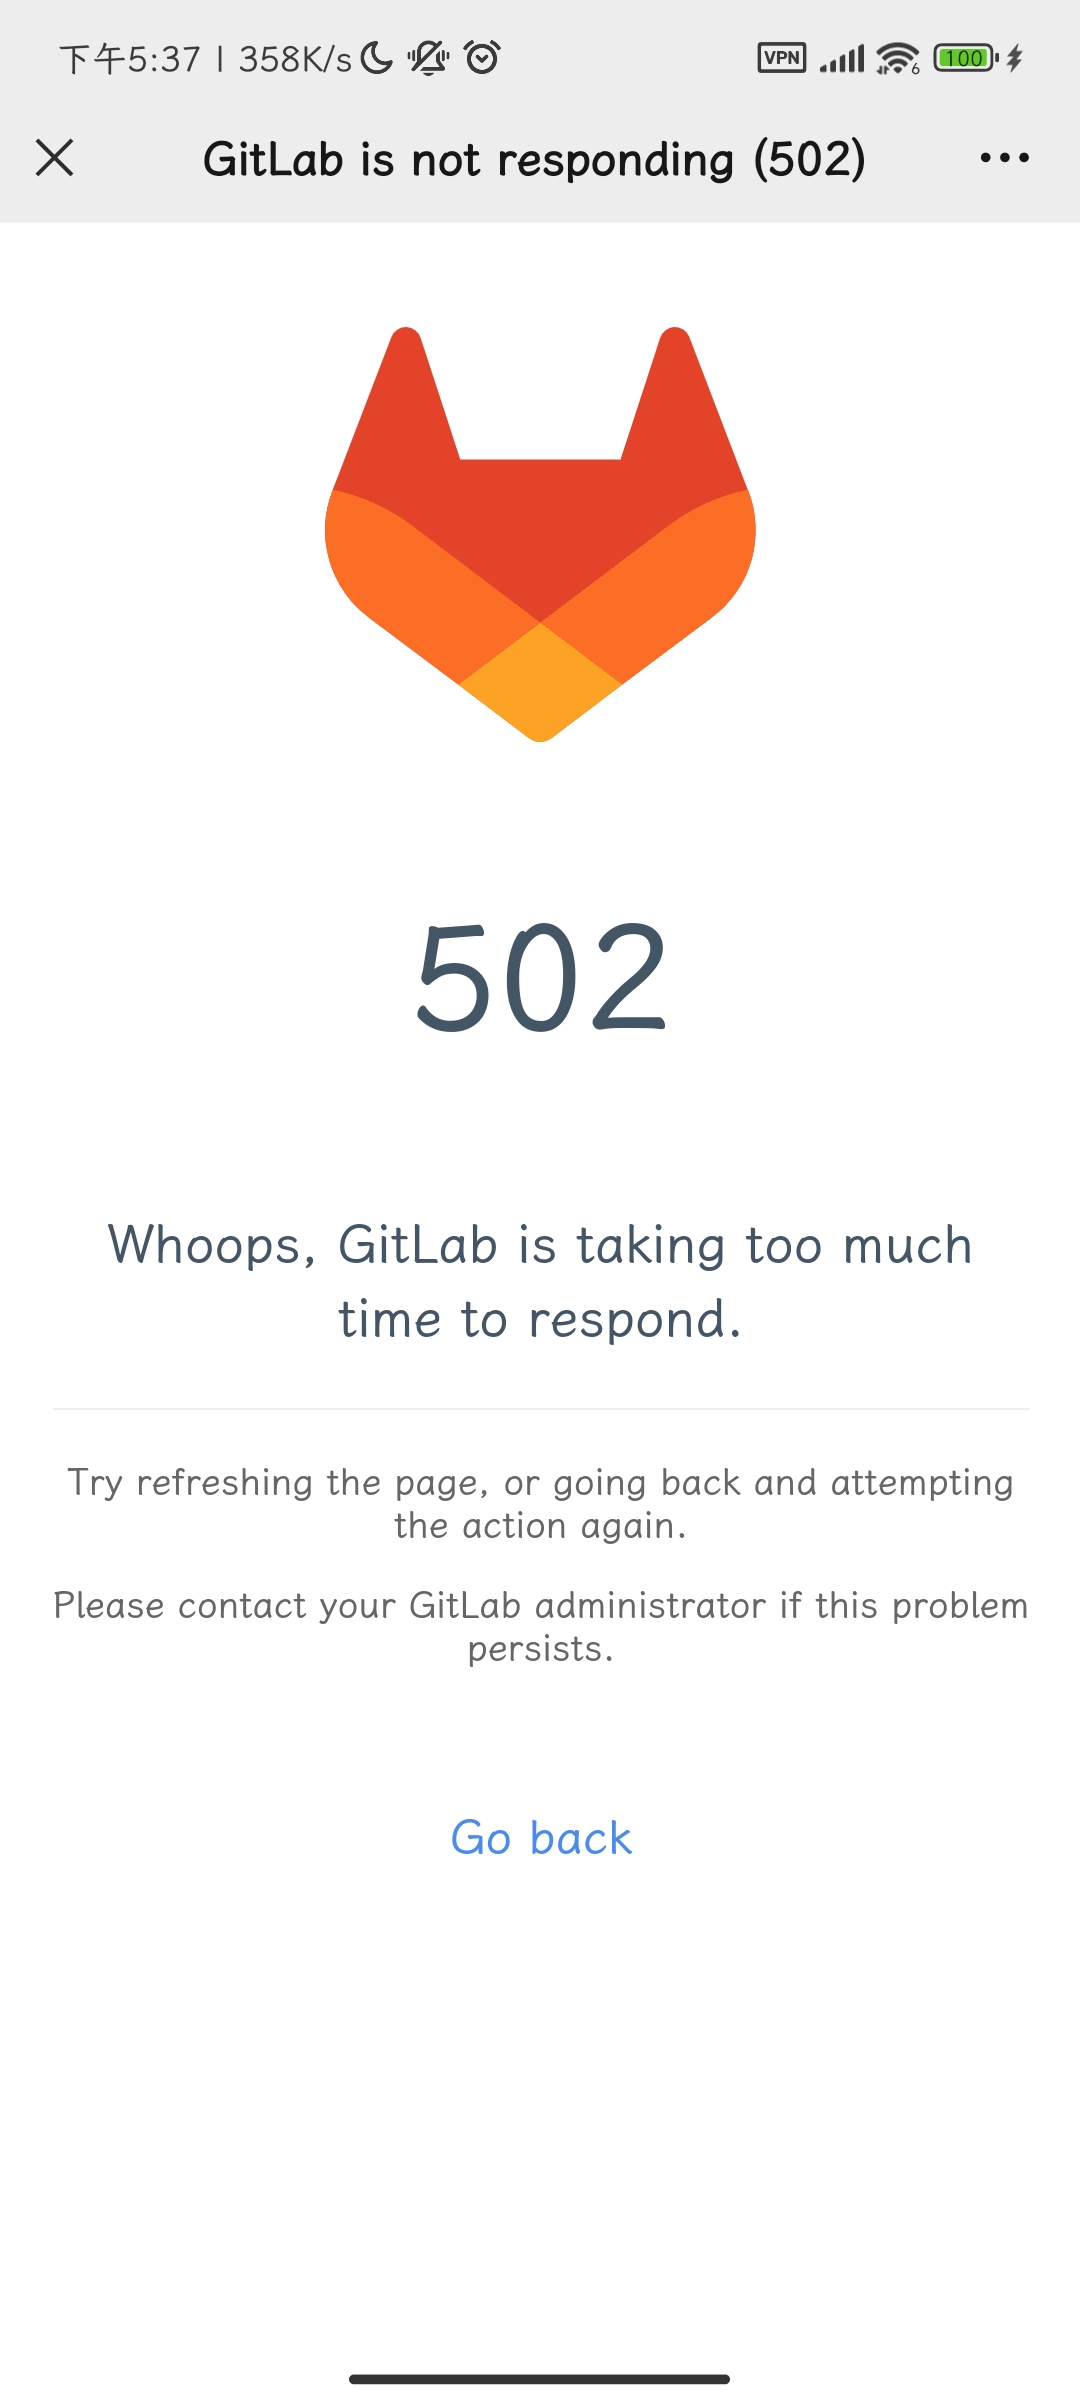 下午5:37 | 358K/s VPN 6 100
GitLab is not responding (502)
502
Whoops, GitLab is taking too much
time to respond.
Try refreshing the page, or going back and attempting
the action again.
Please contact your GitLab administrator if this problem
persists.
Go back